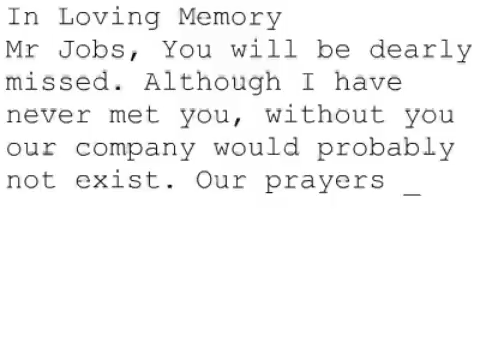 In Loving Memory
Mr Jobs, You will be dearly
missed. Although I have
never met you, without you
our company would probably
not exist. Our prayers _